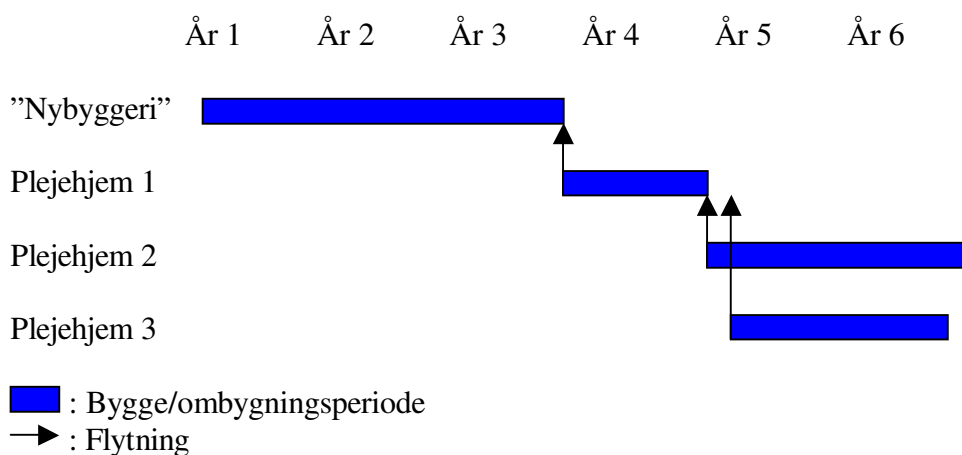 År 1 År 2 År 3 År 4 År 5 År 6
”Nybyggeri”
Plejehjem 1
Plejehjem 2
Plejehjem 3
: Bygge/ombygningsperiode
: Flytning